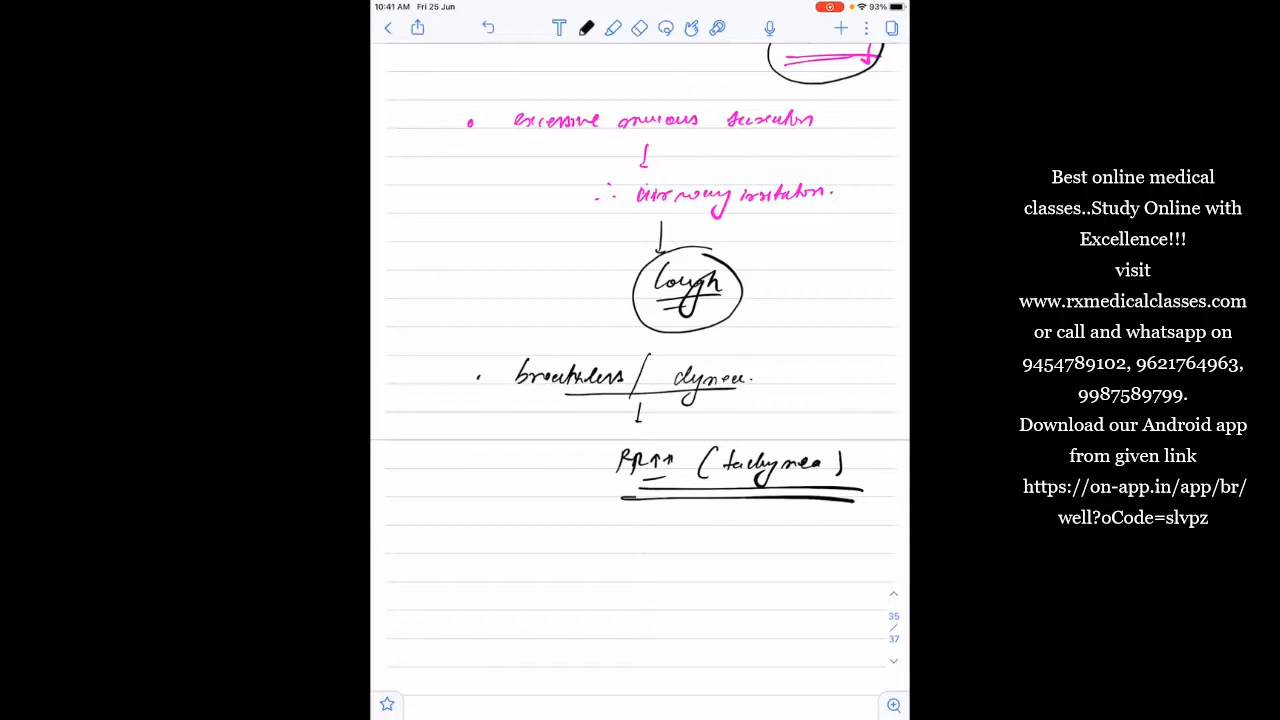 10:41 AM Fri 25 Jun
93%
excessive mucous secretion
∴ airway irritation.
Cough
breathless / dynea.
RR↑↑ (tachynea)
35
/
37
Best online medical
classes..Study Online with
Excellence!!!
visit
www.rxmedicalclasses.com
or call and whatsapp on
9454789102, 9621764963,
9987589799.
Download our Android app
from given link
https://on-app.in/app/br/
well?oCode=slvpz